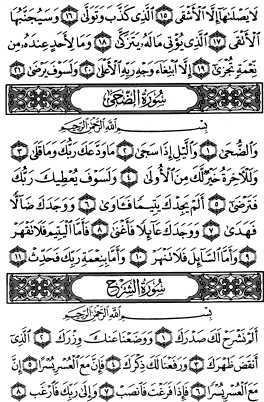 لَا يَصْلَىٰهَآ إِلَّا ٱلْأَشْقَى ١٥ ٱلَّذِى كَذَّبَ وَتَوَلَّىٰ ١٦ وَسَيُجَنَّبُهَا
ٱلْأَتْقَى ١٧ ٱلَّذِى يُؤْتِى مَالَهُۥ يَتَزَكَّىٰ ١٨ وَمَا لِأَحَدٍ عِندَهُۥ مِن
نِّعْمَةٍ تُجْزَىٰٓ ١٩ إِلَّا ٱبْتِغَآءَ وَجْهِ رَبِّهِ ٱلْأَعْلَىٰ ٢٠ وَلَسَوْفَ يَرْضَىٰ ٢١
سُورَةُ الضُّحَىٰ
بِسْمِ ٱللَّهِ ٱلرَّحْمَٰنِ ٱلرَّحِيمِ
وَٱلضُّحَىٰ ١ وَٱلَّيْلِ إِذَا سَجَىٰ ٢ مَا وَدَّعَكَ رَبُّكَ وَمَا قَلَىٰ ٣
وَلَلْءَاخِرَةُ خَيْرٌ لَّكَ مِنَ ٱلْأُولَىٰ ٤ وَلَسَوْفَ يُعْطِيكَ رَبُّكَ
فَتَرْضَىٰٓ ٥ أَلَمْ يَجِدْكَ يَتِيمًا فَـَٔاوَىٰ ٦ وَوَجَدَكَ ضَآلًّا
فَهَدَىٰ ٧ وَوَجَدَكَ عَآئِلًا فَأَغْنَىٰ ٨ فَأَمَّا ٱلْيَتِيمَ فَلَا تَقْهَرْ
٩ وَأَمَّا ٱلسَّآئِلَ فَلَا تَنْهَرْ ١٠ وَأَمَّا بِنِعْمَةِ رَبِّكَ فَحَدِّثْ ١١
سُورَةُ الشَّرْحِ
بِسْمِ ٱللَّهِ ٱلرَّحْمَٰنِ ٱلرَّحِيمِ
أَلَمْ نَشْرَحْ لَكَ صَدْرَكَ ١ وَوَضَعْنَا عَنكَ وِزْرَكَ ٢ ٱلَّذِىٓ
أَنقَضَ ظَهْرَكَ ٣ وَرَفَعْنَا لَكَ ذِكْرَكَ ٤ فَإِنَّ مَعَ ٱلْعُسْرِ يُسْرًا ٥ إِنَّ
مَعَ ٱلْعُسْرِ يُسْرًا ٦ فَإِذَا فَرَغْتَ فَٱنصَبْ ٧ وَإِلَىٰ رَبِّكَ فَٱرْغَب ٨